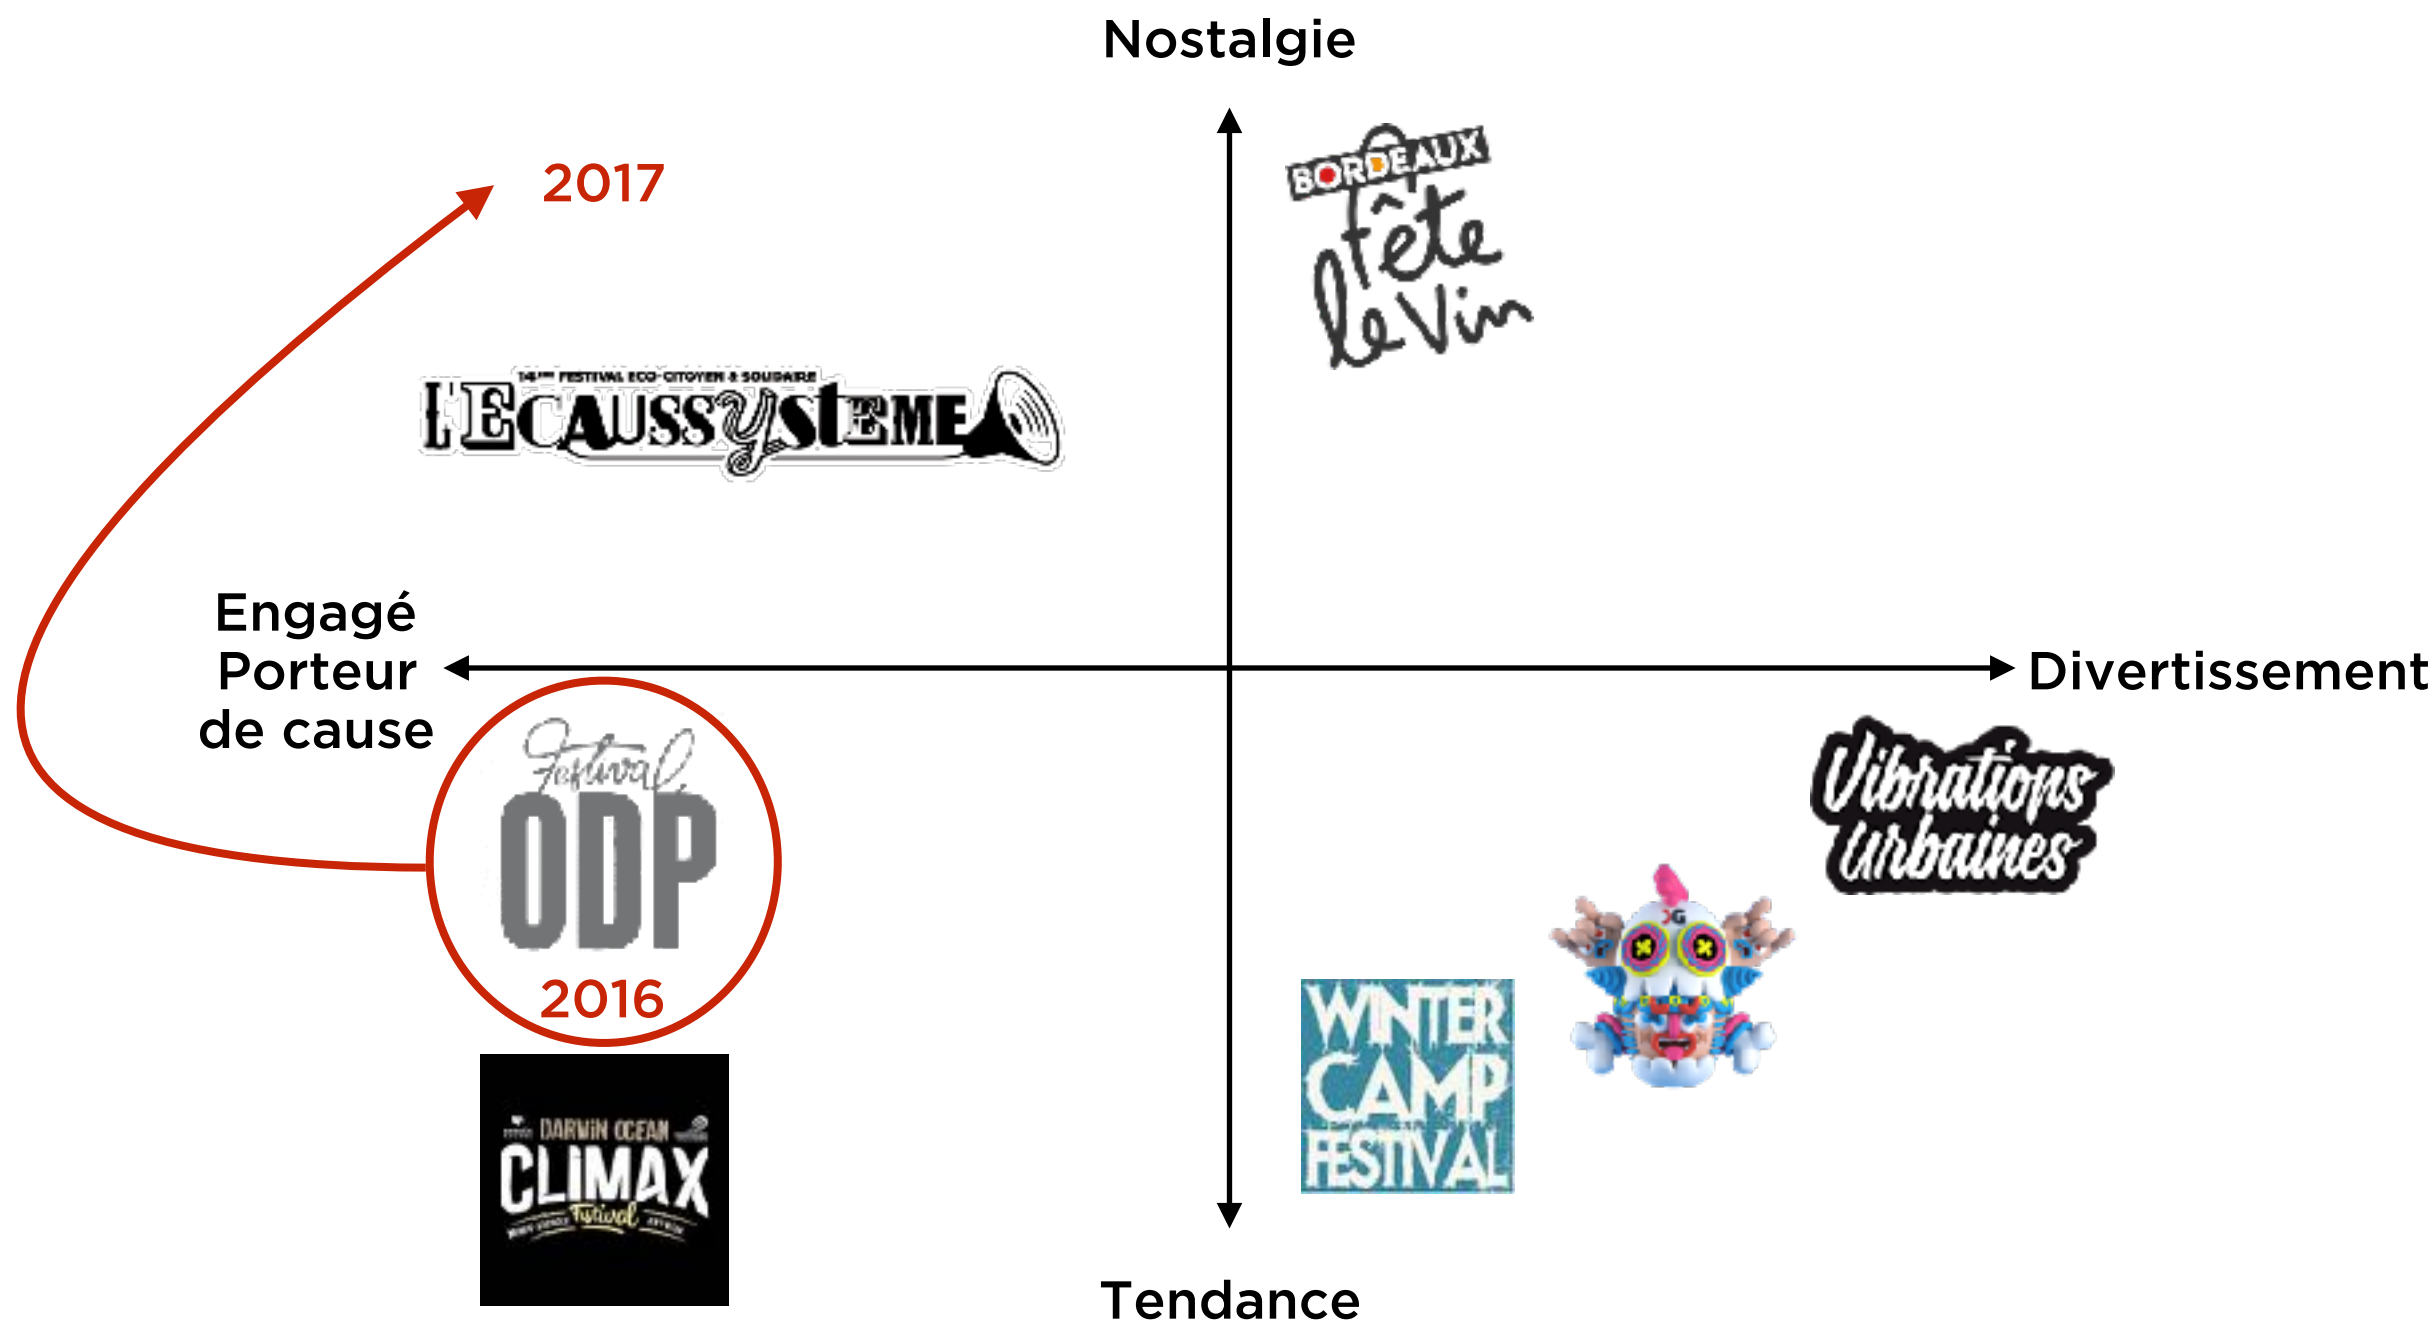 Nostalgie
BORDEAUX
fête
le vin
2017
14ème FESTIVAL ECO-CITOYEN & SOLIDAIRE
L'ECAUSSYSTEME
Engagé
Porteur
de cause
Divertissement
Festival
ODP
2016
Vibrations
Urbaines
WINTER
CAMP
FESTIVAL
DARWIN OCEAN
CLIMAX
Festival
Tendance